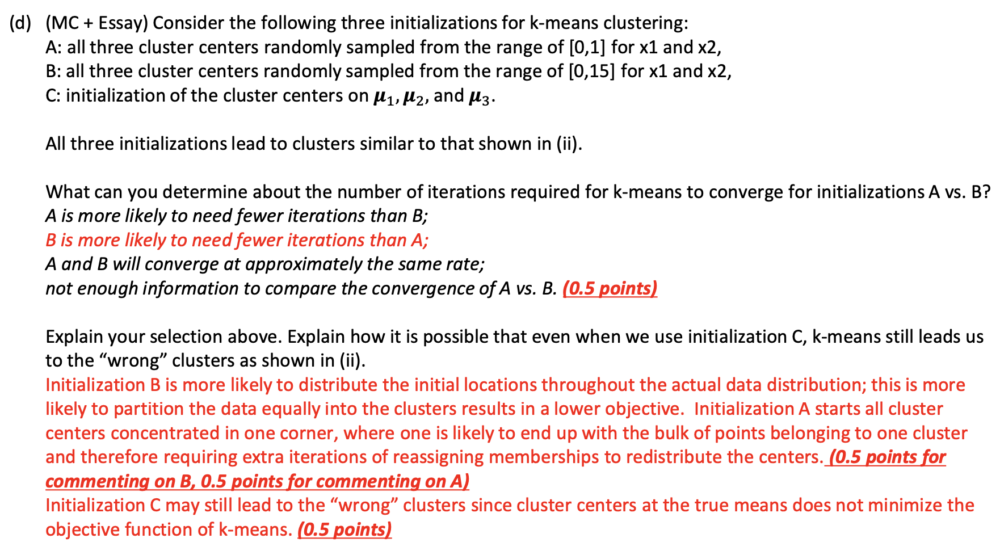 (d) (MC + Essay) Consider the following three initializations for k-means clustering:
A: all three cluster centers randomly sampled from the range of [0,1] for x1 and x2,
B: all three cluster centers randomly sampled from the range of [0,15] for x1 and x2,
C: initialization of the cluster centers on μ₁, μ₂, and μ₃.
All three initializations lead to clusters similar to that shown in (ii).
What can you determine about the number of iterations required for k-means to converge for initializations A vs. B?
A is more likely to need fewer iterations than B;
B is more likely to need fewer iterations than A;
A and B will converge at approximately the same rate;
not enough information to compare the convergence of A vs. B. (0.5 points)
Explain your selection above. Explain how it is possible that even when we use initialization C, k-means still leads us
to the “wrong” clusters as shown in (ii).
Initialization B is more likely to distribute the initial locations throughout the actual data distribution; this is more
likely to partition the data equally into the clusters results in a lower objective. Initialization A starts all cluster
centers concentrated in one corner, where one is likely to end up with the bulk of points belonging to one cluster
and therefore requiring extra iterations of reassigning memberships to redistribute the centers. (0.5 points for
commenting on B, 0.5 points for commenting on A)
Initialization C may still lead to the “wrong” clusters since cluster centers at the true means does not minimize the
objective function of k-means. (0.5 points)